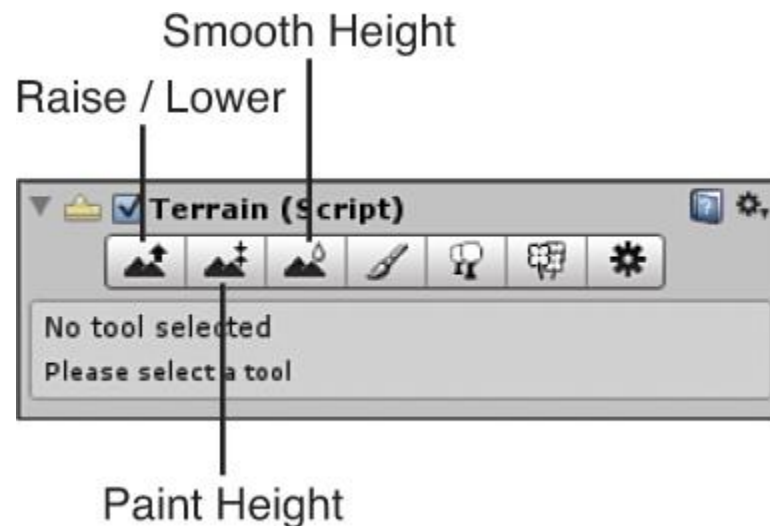 Smooth Height
Raise / Lower
Terrain (Script)
No tool selected
Please select a tool
Paint Height